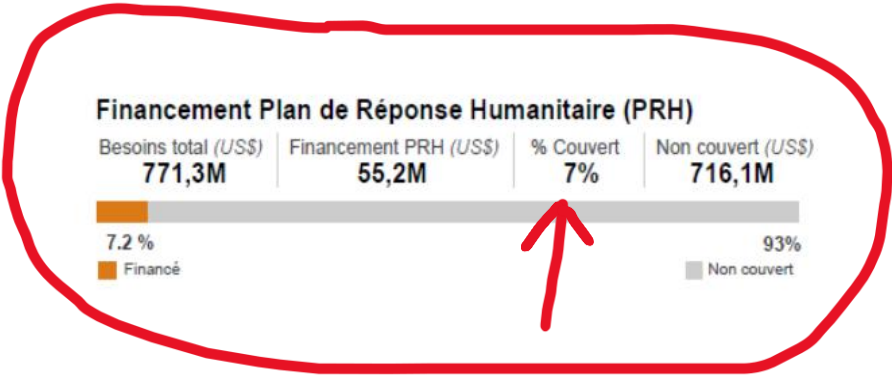 Financement Plan de Réponse Humanitaire (PRH)
Besoins total (US$) Financement PRH (US$) % Couvert Non couvert (US$)
771,3M 55,2M 7% 716,1M
7.2 % 93%
Financé Non couvert